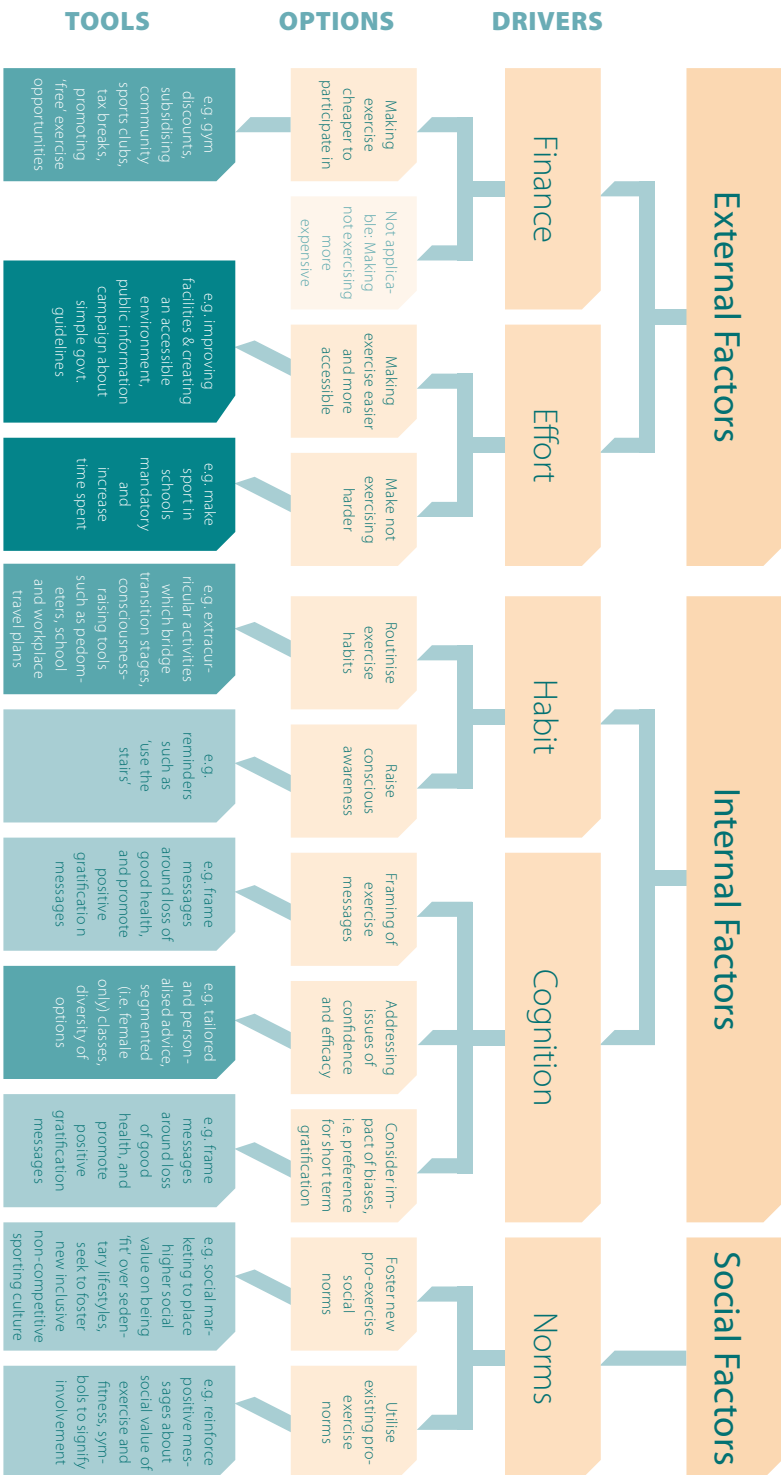 TOOLS
OPTIONS
DRIVERS
External Factors
Internal Factors
Social Factors
Finance
Effort
Habit
Cognition
Norms
Making
exercise
cheaper to
participate in
Not applica-
ble: Making
not exercising
more
expensive
Making
exercise easier
and more
accessible
Make not
exercising
harder
Routinise
exercise
habits
Raise
conscious
awareness
Framing of
exercise
messages
Addressing
issues of
confidence
and efficacy
Consider im-
pact of biases,
i.e. preference
for short term
gratification
Foster new
pro-exercise
social
norms
Utilise
existing pro-
exercise
norms
e.g. gym
discounts,
subsidising
community
sports clubs,
tax breaks,
promoting
‘free’ exercise
opportunities
e.g. improving
facilities & creating
an accessible
environment,
public information
campaign about
simple govt.
guidelines
e.g. make
sport in
schools
mandatory
and
increase
time spent
e.g. extracur-
ricular activities
which bridge
transition stages,
consciousness-
raising tools
such as pedom-
eters, school
and workplace
travel plans
e.g.
reminders
such as
‘use the
stairs’
e.g. frame
messages
around loss of
good health,
and promote
positive
gratificatio n
messages
e.g. tailored
and person-
alised advice,
segmented
(i.e. female
only) classes,
diversity of
options
e.g. frame
messages
around loss
of good
health, and
promote
positive
gratification
messages
e.g. social mar-
keting to place
higher social
value on being
‘fit’ over seden-
tary lifestyles,
seek to foster
new inclusive
non-competitive
sporting culture
e.g. reinforce
positive mes-
sages about
social value of
exercise and
fitness, sym-
bols to signify
involvement